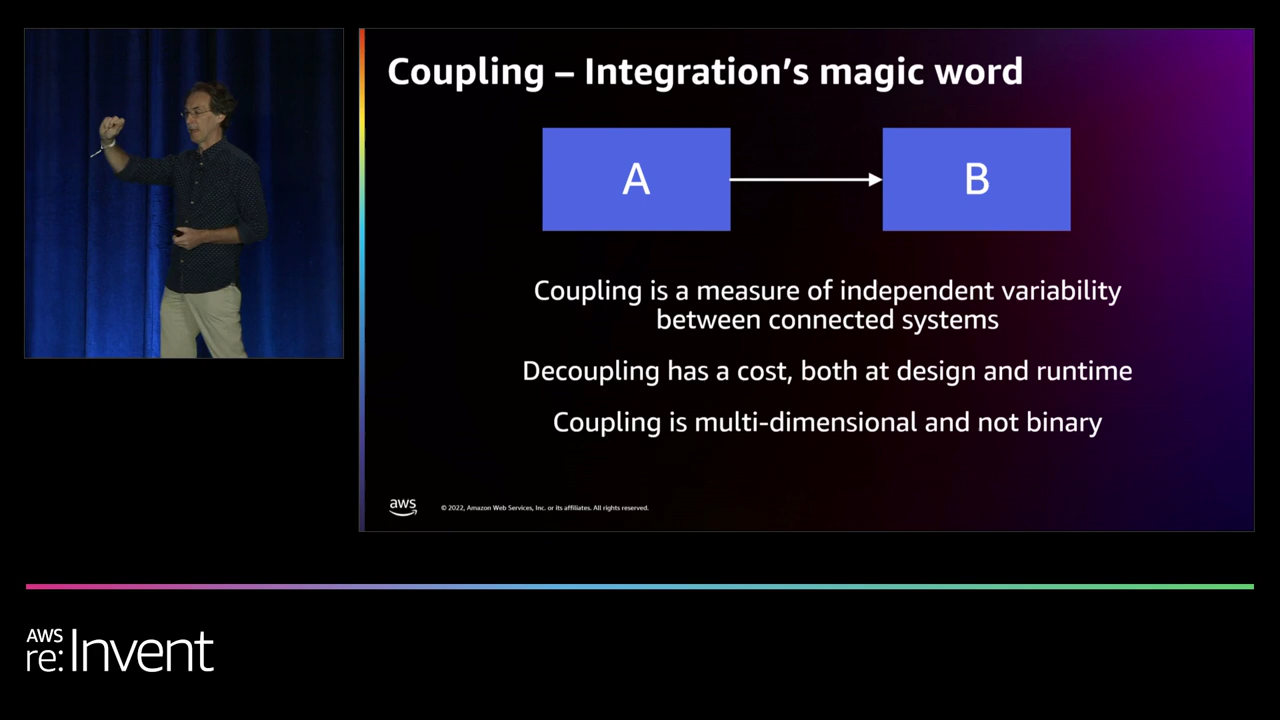 Coupling – Integration's magic word
A
B
Coupling is a measure of independent variability
between connected systems
Decoupling has a cost, both at design and runtime
Coupling is multi-dimensional and not binary
aws
© 2022, Amazon Web Services, Inc. or its affiliates. All rights reserved.
AWS
re:Invent